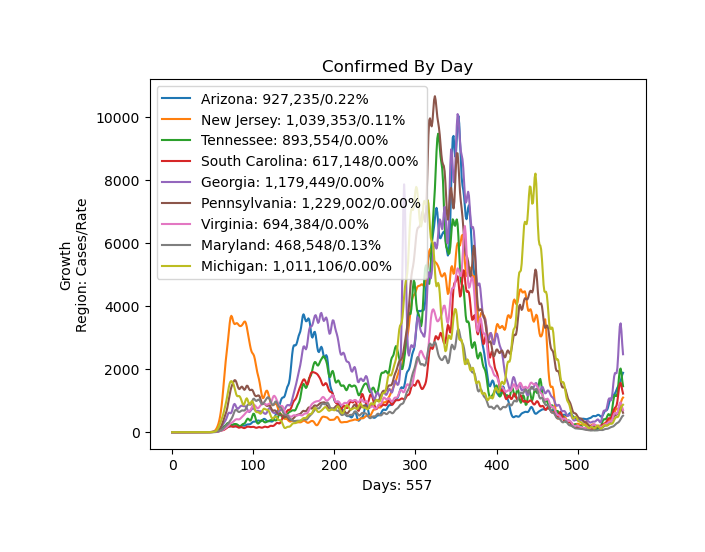 Confirmed By Day
Arizona: 927,235/0.22%
New Jersey: 1,039,353/0.11%
Tennessee: 893,554/0.00%
South Carolina: 617,148/0.00%
Georgia: 1,179,449/0.00%
Pennsylvania: 1,229,002/0.00%
Virginia: 694,384/0.00%
Maryland: 468,548/0.13%
Michigan: 1,011,106/0.00%
Growth
Region: Cases/Rate
10000
8000
6000
4000
2000
0
0 100 200 300 400 500
Days: 557